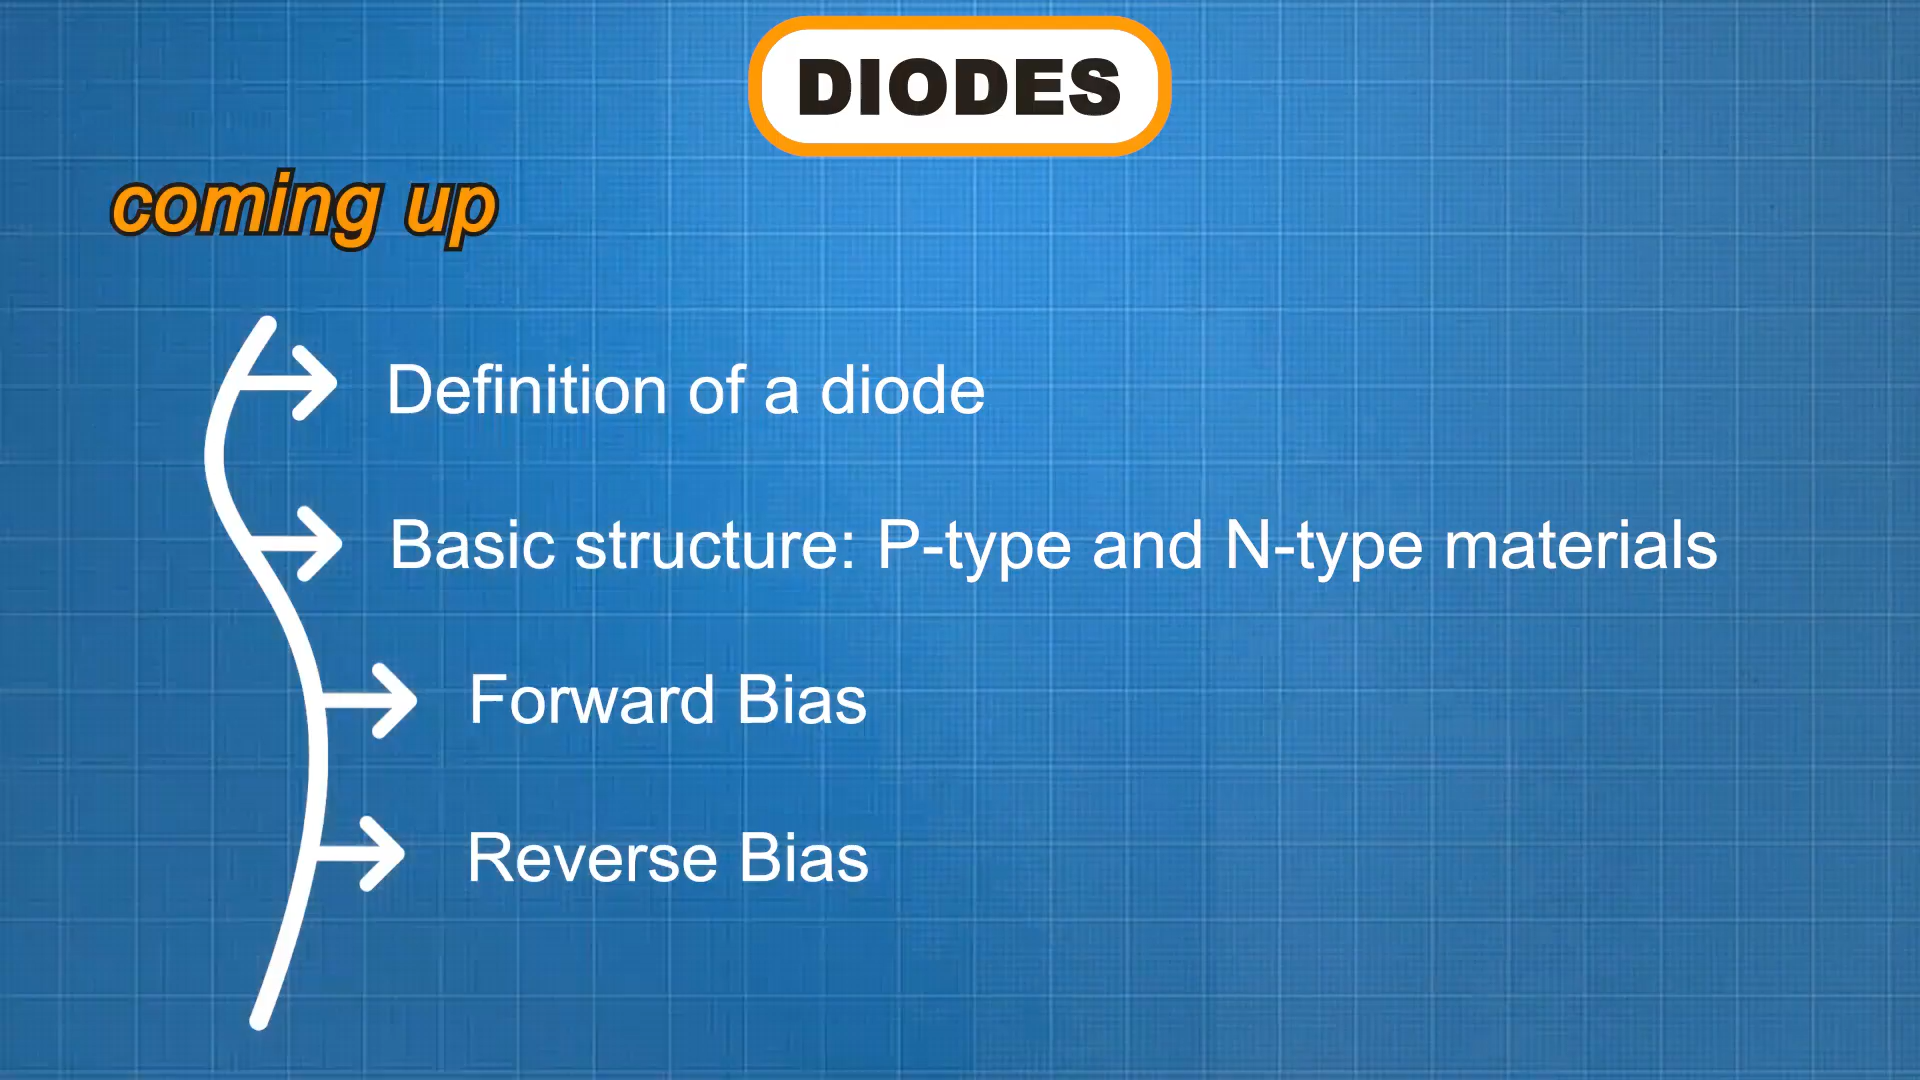 DIODES
coming up
Definition of a diode
Basic structure: P-type and N-type materials
Forward Bias
Reverse Bias